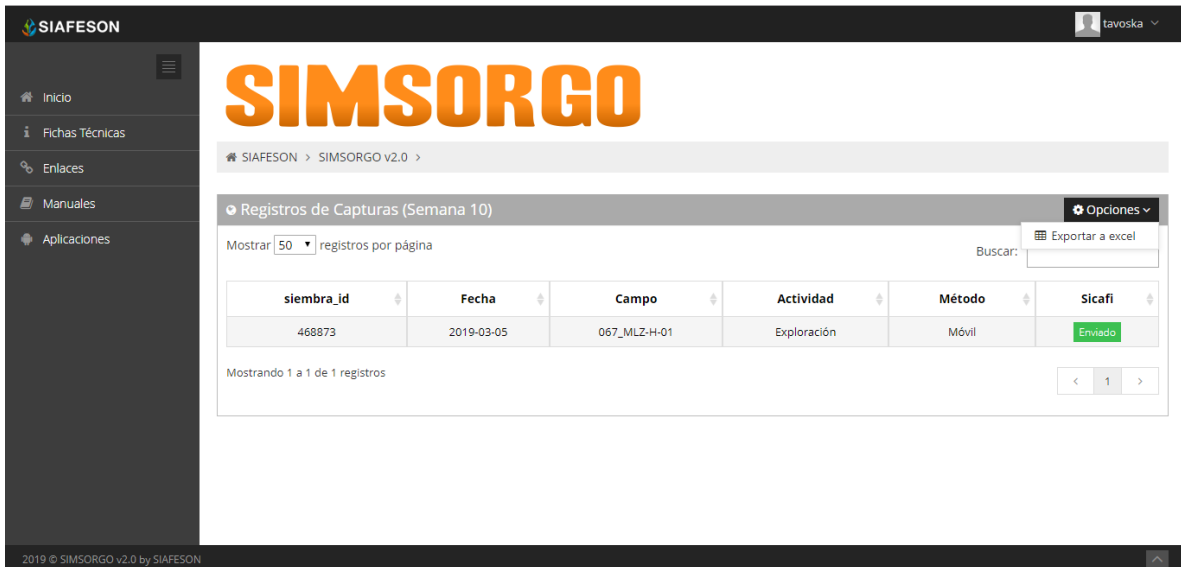 SIAFESON
tavoska
Inicio
Fichas Técnicas
Enlaces
Manuales
Aplicaciones
SIMSORGO
SIAFESON > SIMSORGO v2.0 >
Registros de Capturas (Semana 10)
Opciones
Exportar a excel
Mostrar 50 registros por página
Buscar:
siembra_id Fecha Campo Actividad Método Sicafi
468873 2019-03-05 067_MLZ-H-01 Exploración Móvil Enviado
Mostrando 1 a 1 de 1 registros
< 1 >
2019 © SIMSORGO v2.0 by SIAFESON